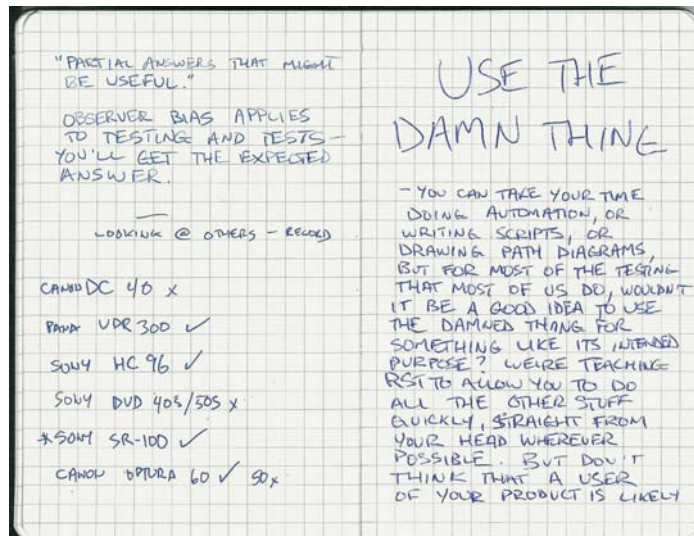 "PARTIAL ANSWERS THAT MIGHT
BE USEFUL."
OBSERVER BIAS APPLIES
TO TESTING AND TESTS—
YOU'LL GET THE EXPECTED
ANSWER.
LOOKING @ OTHERS – RECORD
CANON DC 40 x
VDR 300 ✓
SONY HC 96 ✓
SONY DVD 405/505 x
*SONY SR-100 ✓
CANON OPTURA 60 ✓ 50x
USE THE
DAMN THING
– YOU CAN TAKE YOUR TIME
DOING AUTOMATION, OR
WRITING SCRIPTS, OR
DRAWING PATH DIAGRAMS,
BUT FOR MOST OF THE TESTING
THAT MOST OF US DO, WOULDN'T
IT BE A GOOD IDEA TO USE
THE DAMNED THING FOR
SOMETHING LIKE ITS INTENDED
PURPOSE? WE'RE TEACHING
RST TO ALLOW YOU TO DO
ALL THE OTHER STUFF
QUICKLY, STRAIGHT FROM
YOUR HEAD WHEREVER
POSSIBLE. BUT DON'T
THINK THAT A USER
OF YOUR PRODUCT IS LIKELY